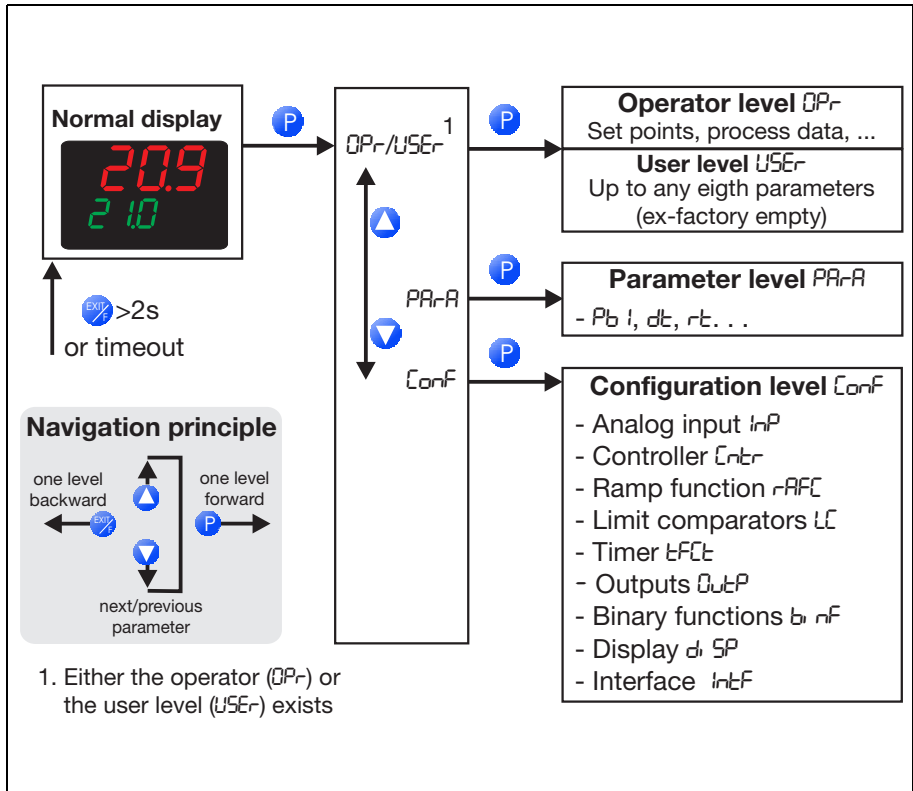 Normal display
20.9
21.0
P
OPr/USEr 1
P
Operator level OPr
Set points, process data, ...
User level USEr
Up to any eigth parameters
(ex-factory empty)
EXIT/F >2s
or timeout
PArA
P
Parameter level PArA
- Pb1, dt, rt. . .
ConF
P
Configuration level ConF
- Analog input InP
- Controller Cntr
- Ramp function rAFC
- Limit comparators LC
- Timer tFCt
- Outputs OutP
- Binary functions binF
- Display diSP
- Interface IntF
Navigation principle
one level
backward
EXIT/F
one level
forward
P
next/previous
parameter
1. Either the operator (OPr) or
the user level (USEr) exists